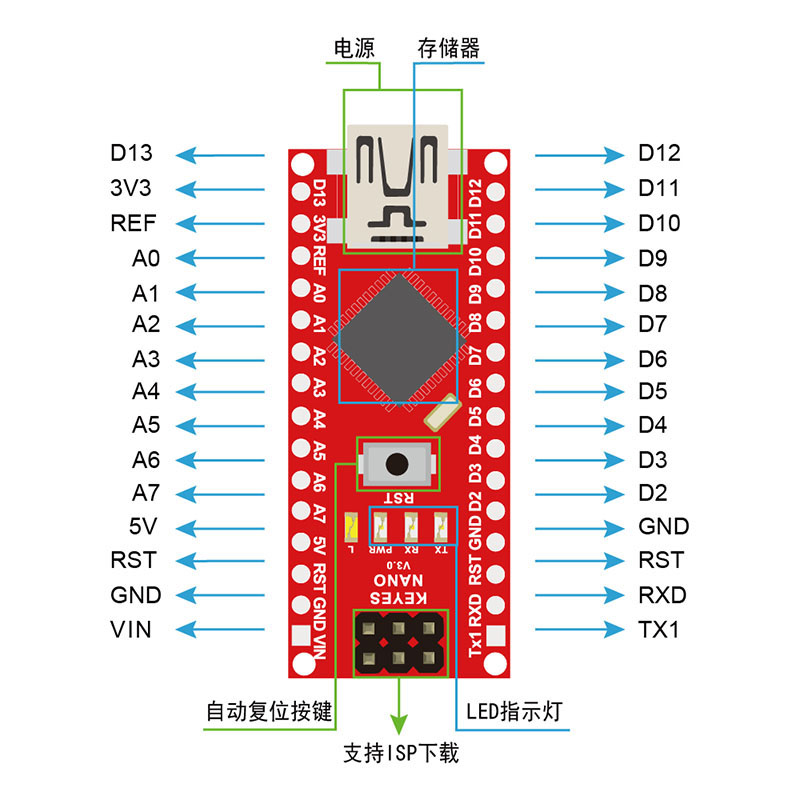 电源
存储器
D13
3V3
REF
A0
A1
A2
A3
A4
A5
A6
A7
5V
RST
GND
VIN
D13
3V3
REF
A0
A1
A2
A3
A4
A5
A6
A7
5V
RST
GND
VIN
D12
D11
D10
D9
D8
D7
D6
D5
D4
D3
D2
GND
RST
RXD
Tx1
D12
D11
D10
D9
D8
D7
D6
D5
D4
D3
D2
GND
RST
RXD
TX1
RST
L
PWR
RX
TX
V3.0
NANO
KEYES
自动复位按键
LED指示灯
支持ISP下载